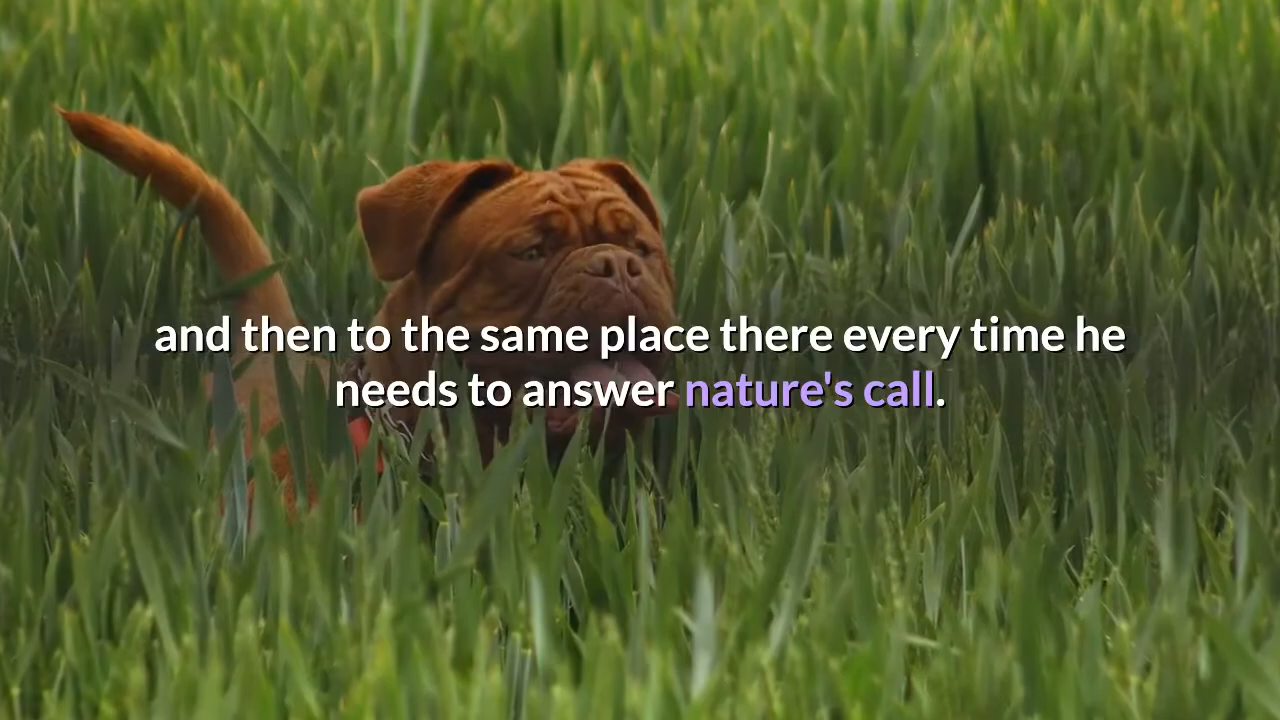 and then to the same place there every time he
needs to answer nature's call.